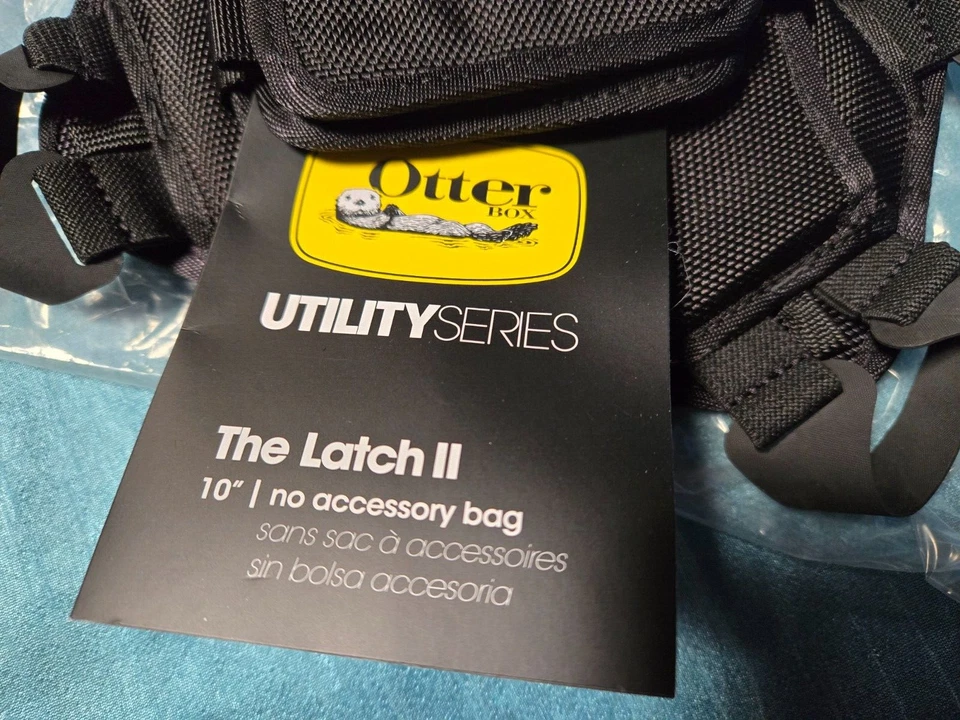 Otter
BOX
UTILITYSERIES
The Latch II
10" | no accessory bag
sans sac à accessoires
sin bolsa accesoria